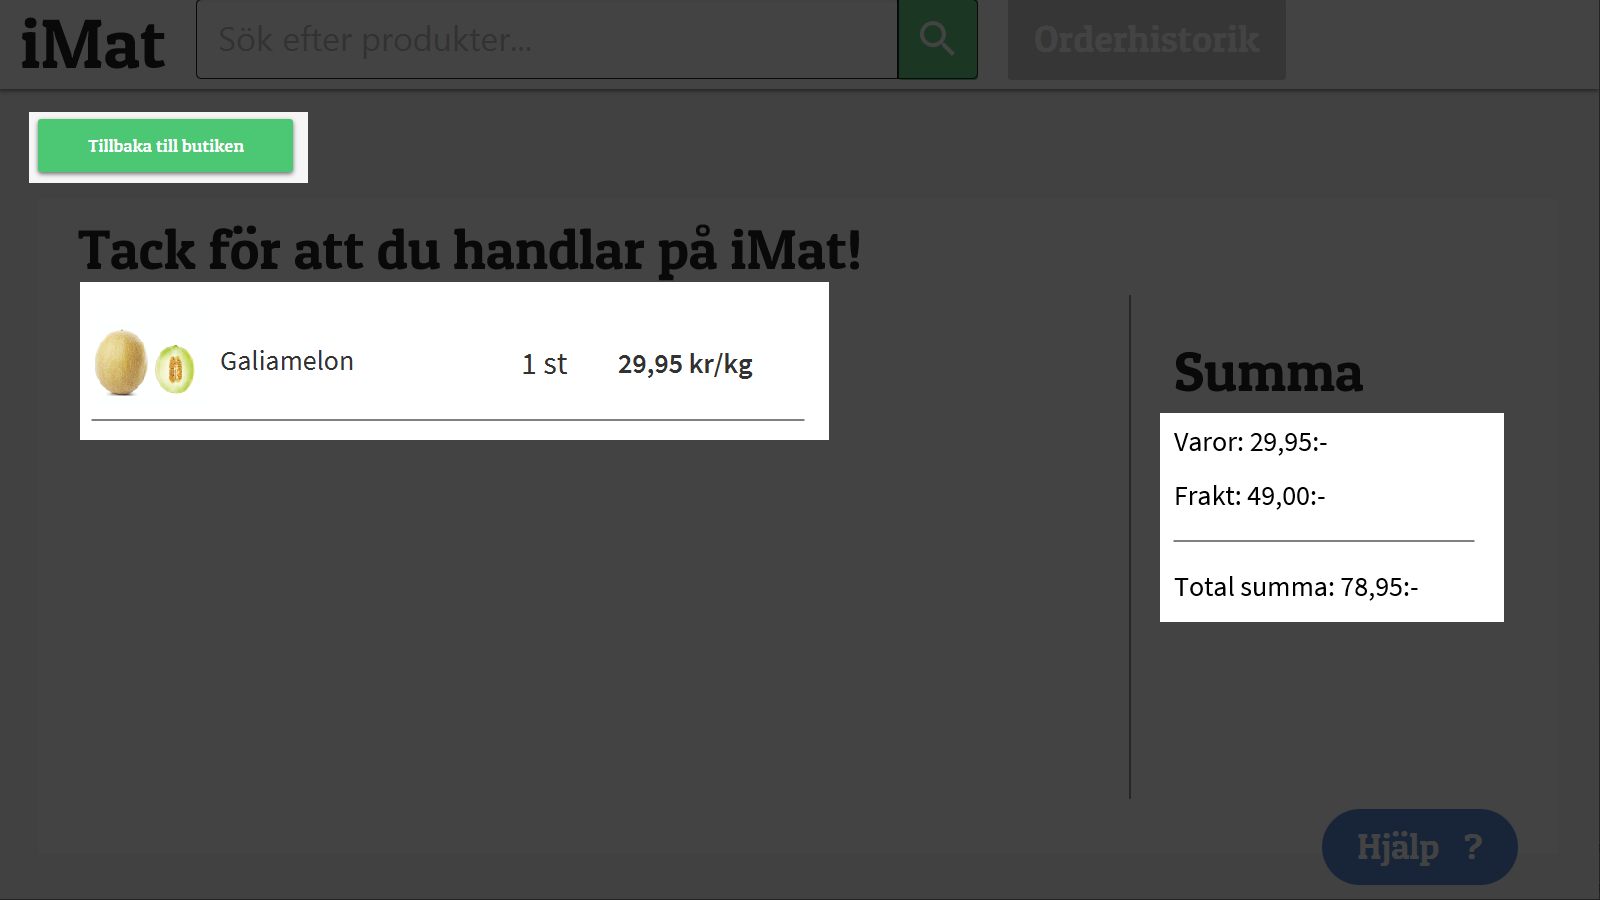 iMat
Sök efter produkter...
Orderhistorik
Tillbaka till butiken
Tack för att du handlar på iMat!
Galiamelon 1 st 29,95 kr/kg
Summa
Varor: 29,95:-
Frakt: 49,00:-
Total summa: 78,95:-
Hjälp ?